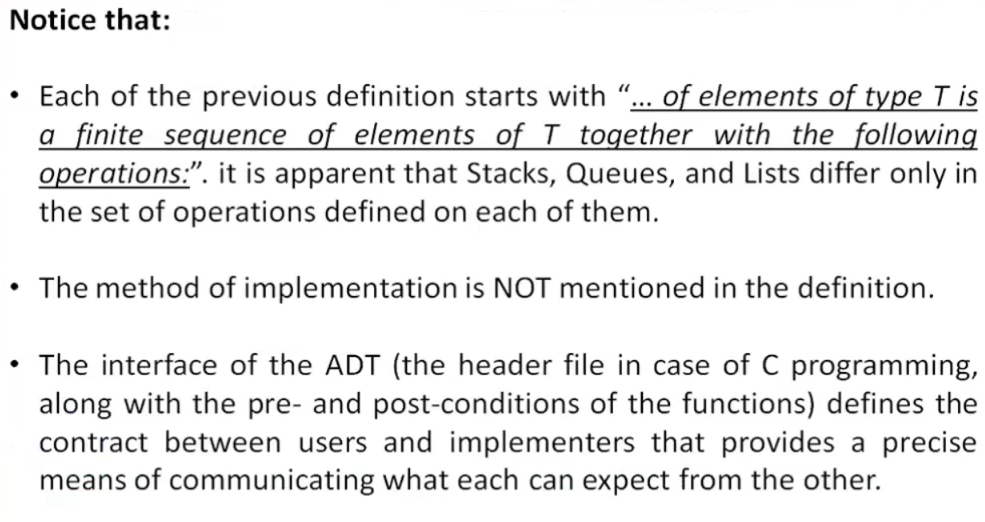 Notice that:
• Each of the previous definition starts with “... of elements of type T is
a finite sequence of elements of T together with the following
operations:”. it is apparent that Stacks, Queues, and Lists differ only in
the set of operations defined on each of them.
• The method of implementation is NOT mentioned in the definition.
• The interface of the ADT (the header file in case of C programming,
along with the pre- and post-conditions of the functions) defines the
contract between users and implementers that provides a precise
means of communicating what each can expect from the other.